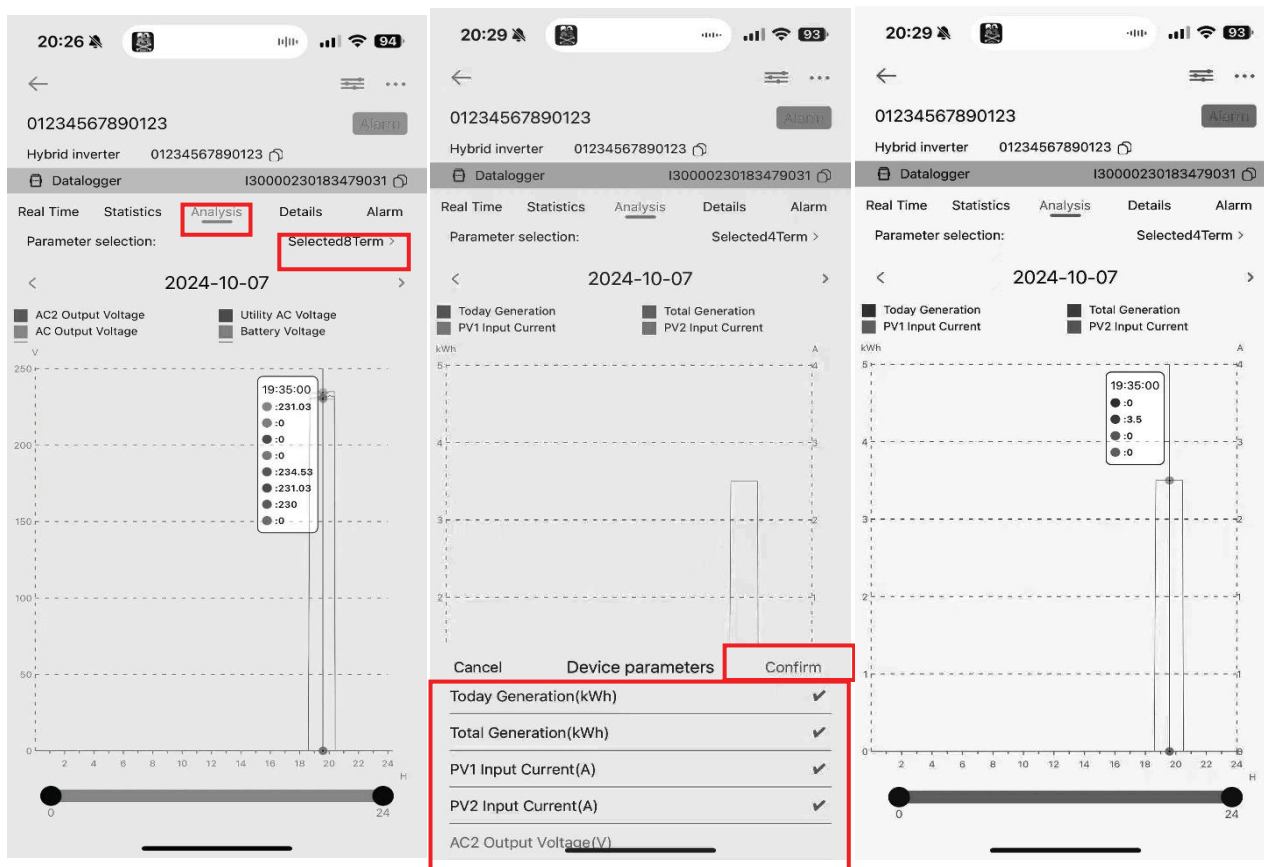 20:26
94
01234567890123
Alarm
Hybrid inverter 01234567890123
Datalogger I30000230183479031
Real Time Statistics Analysis Details Alarm
Parameter selection: Selected8Term >
< 2024-10-07 >
AC2 Output Voltage Utility AC Voltage
AC Output Voltage Battery Voltage
V
250
200
150
100
50
0
19:35:00
:231.03
:0
:0
:0
:234.53
:231.03
:230
:0
2 4 6 8 10 12 14 16 18 20 22 24
H
0 24
20:29
93
01234567890123
Alarm
Hybrid inverter 01234567890123
Datalogger I30000230183479031
Real Time Statistics Analysis Details Alarm
Parameter selection: Selected4Term >
< 2024-10-07 >
Today Generation Total Generation
PV1 Input Current PV2 Input Current
kWh A
5 4
4 3
3 2
2 1
Cancel Device parameters Confirm
Today Generation(kWh) ✔
Total Generation(kWh) ✔
PV1 Input Current(A) ✔
PV2 Input Current(A) ✔
AC2 Output Voltage(V)
20:29
93
01234567890123
Alarm
Hybrid inverter 01234567890123
Datalogger I30000230183479031
Real Time Statistics Analysis Details Alarm
Parameter selection: Selected4Term >
< 2024-10-07 >
Today Generation Total Generation
PV1 Input Current PV2 Input Current
kWh A
5 4
4 3
3 2
2 1
1
0
19:35:00
:0
:3.5
:0
:0
2 4 6 8 10 12 14 16 18 20 22 24
H
0 24